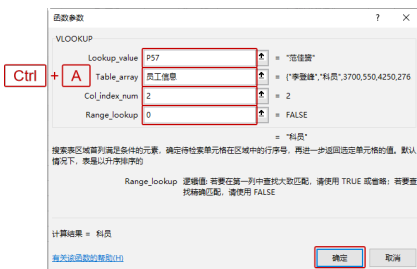 函数参数 ? ×
VLOOKUP
Lookup_value P57 = "范佳赟"
Ctrl + A Table_array 员工信息 = {"李登峰","科员",3700,550,4250,276
Col_index_num 2 = 2
Range_lookup 0 = FALSE
= "科员"
搜索表区域首列满足条件的元素，确定待检索单元格在区域中的行序号，再进一步返回选定单元格的值。默认
情况下，表是以升序排序的
Range_lookup 逻辑值: 若要在第一列中查找大致匹配，请使用 TRUE 或省略；若要查
找精确匹配，请使用 FALSE
计算结果 = 科员
有关该函数的帮助(H) 确定 取消